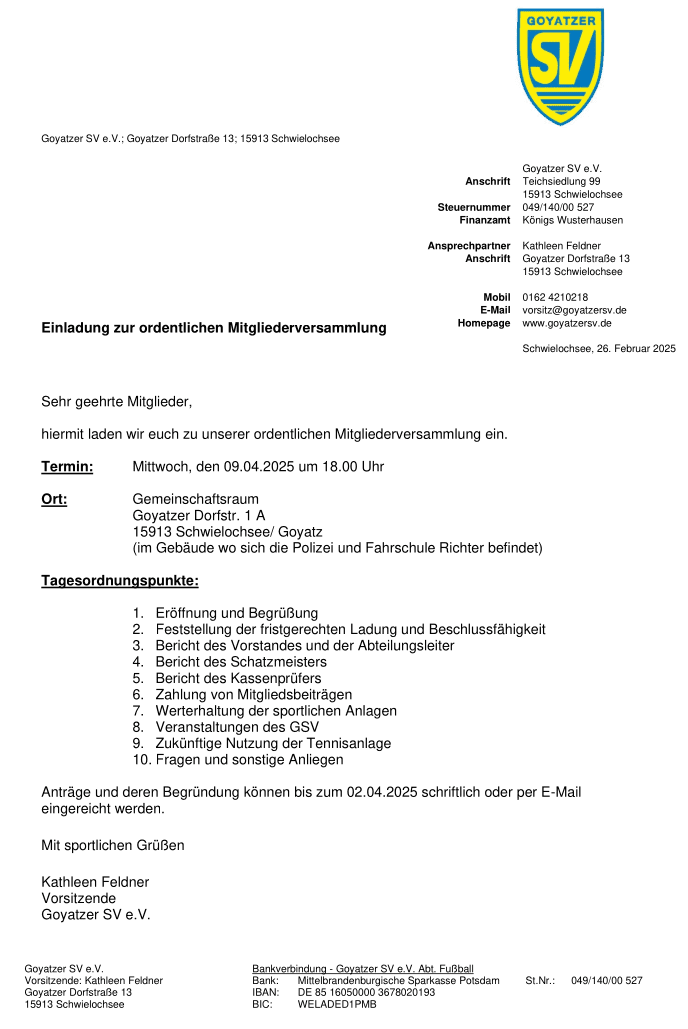 GOYATZER
SV
Goyatzer SV e.V.; Goyatzer Dorfstraße 13; 15913 Schwielochsee
Goyatzer SV e.V.
Anschrift Teichsiedlung 99
15913 Schwielochsee
Steuernummer 049/140/00 527
Finanzamt Königs Wusterhausen
Ansprechpartner Kathleen Feldner
Anschrift Goyatzer Dorfstraße 13
15913 Schwielochsee
Mobil 0162 4210218
E-Mail vorsitz@goyatzersv.de
Homepage www.goyatzersv.de
Einladung zur ordentlichen Mitgliederversammlung
Schwielochsee, 26. Februar 2025
Sehr geehrte Mitglieder,
hiermit laden wir euch zu unserer ordentlichen Mitgliederversammlung ein.
Termin: Mittwoch, den 09.04.2025 um 18.00 Uhr
Ort: Gemeinschaftsraum
Goyatzer Dorfstr. 1 A
15913 Schwielochsee/ Goyatz
(im Gebäude wo sich die Polizei und Fahrschule Richter befindet)
Tagesordnungspunkte:
1. Eröffnung und Begrüßung
2. Feststellung der fristgerechten Ladung und Beschlussfähigkeit
3. Bericht des Vorstandes und der Abteilungsleiter
4. Bericht des Schatzmeisters
5. Bericht des Kassenprüfers
6. Zahlung von Mitgliedsbeiträgen
7. Werterhaltung der sportlichen Anlagen
8. Veranstaltungen des GSV
9. Zukünftige Nutzung der Tennisanlage
10. Fragen und sonstige Anliegen
Anträge und deren Begründung können bis zum 02.04.2025 schriftlich oder per E-Mail
eingereicht werden.
Mit sportlichen Grüßen
Kathleen Feldner
Vorsitzende
Goyatzer SV e.V.
Goyatzer SV e.V. Bankverbindung - Goyatzer SV e.V. Abt. Fußball
Vorsitzende: Kathleen Feldner Bank: Mittelbrandenburgische Sparkasse Potsdam St.Nr.: 049/140/00 527
Goyatzer Dorfstraße 13 IBAN: DE 85 16050000 3678020193
15913 Schwielochsee BIC: WELADED1PMB